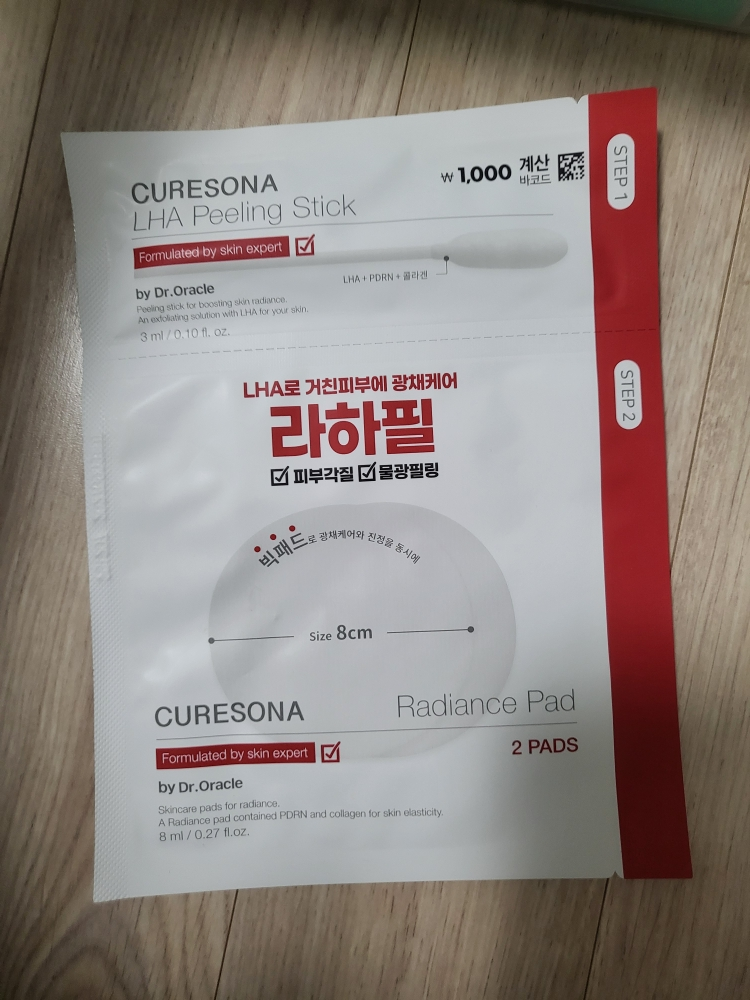 STEP 1
CURESONA
LHA Peeling Stick
₩ 1,000 계산 바코드
Formulated by skin expert
LHA + PDRN + 콜라겐
by Dr.Oracle
Peeling stick for boosting skin radiance.
An exfoliating solution with LHA for your skin.
3 ml / 0.10 fl. oz.
STEP 2
LHA로 거친피부에 광채케어
라하필
피부각질 물광필링
빅패드로 광채케어와 진정을 동시에
Size 8cm
CURESONA
Radiance Pad
Formulated by skin expert
2 PADS
by Dr.Oracle
Skincare pads for radiance.
A Radiance pad contained PDRN and collagen for skin elasticity.
8 ml / 0.27 fl.oz.